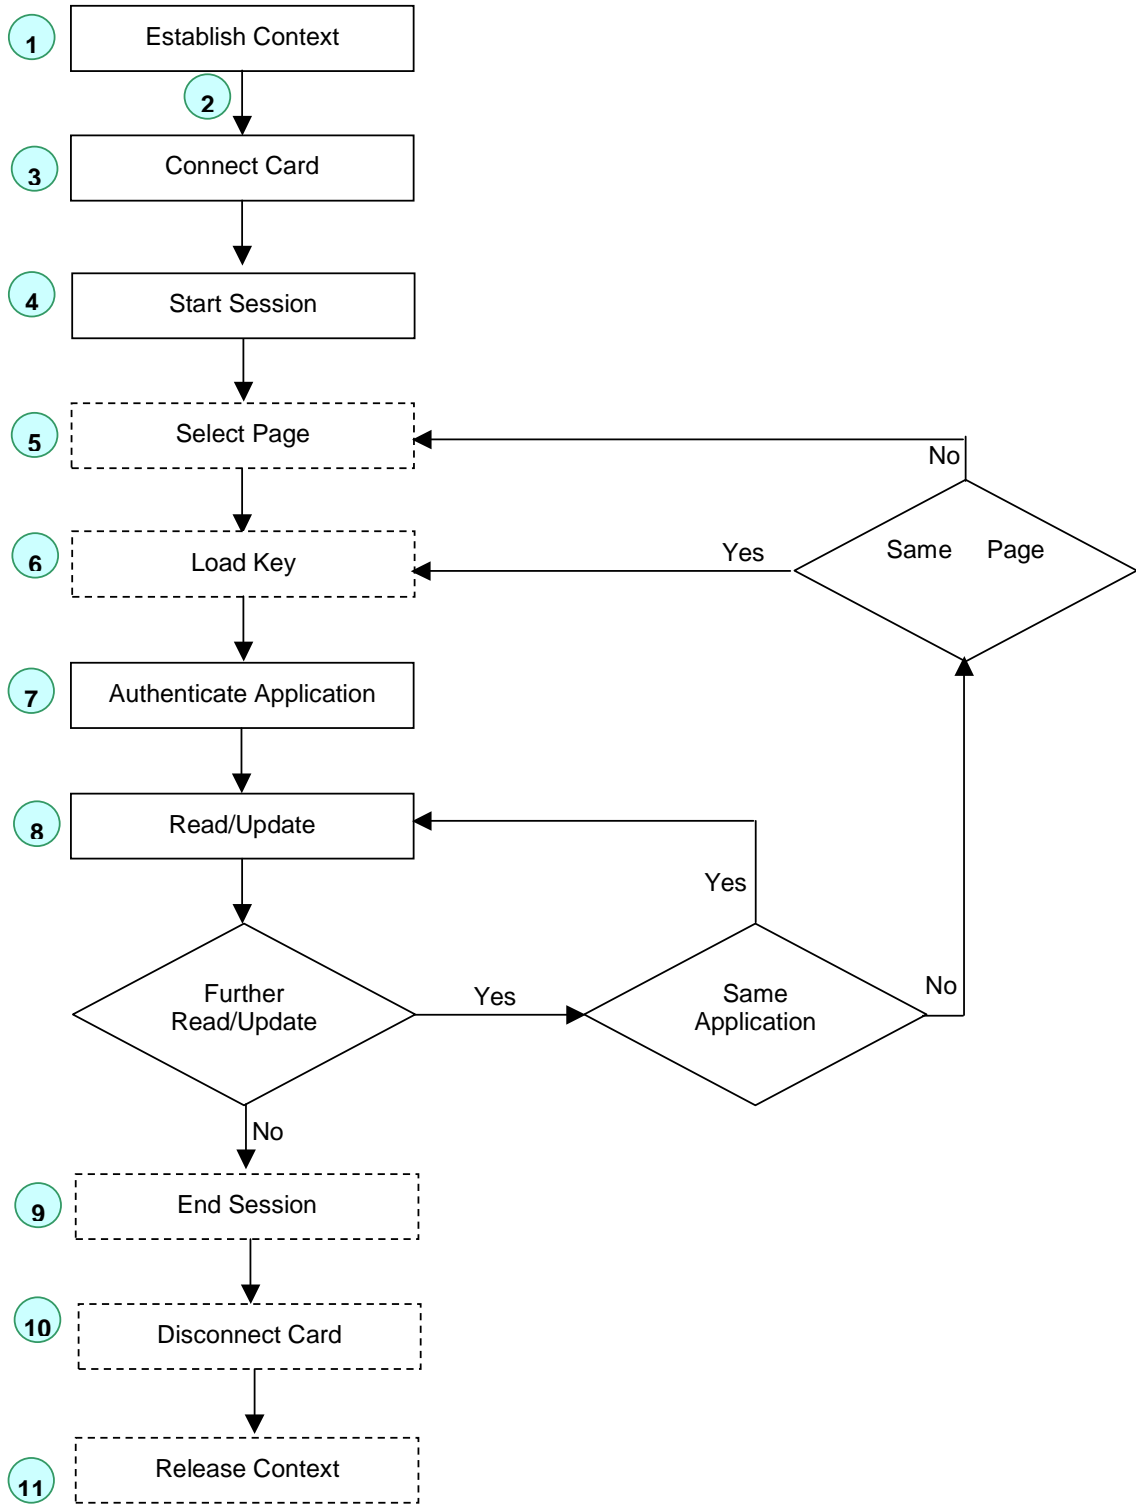 1
Establish Context
2
3
Connect Card
4
Start Session
5
Select Page
No
6
Load Key
Yes
Same Page
7
Authenticate Application
8
Read/Update
Yes
Further
Read/Update
Yes
Same
Application
No
No
9
End Session
10
Disconnect Card
11
Release Context